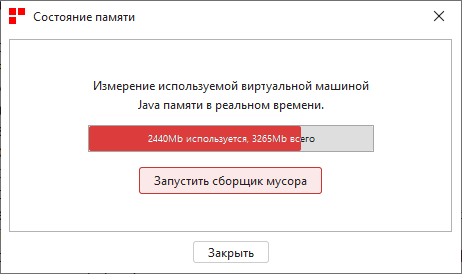 Состояние памяти
Измерение используемой виртуальной машиной
Java памяти в реальном времени.
2440Mb используется, 3265Mb всего
Запустить сборщик мусора
Закрыть